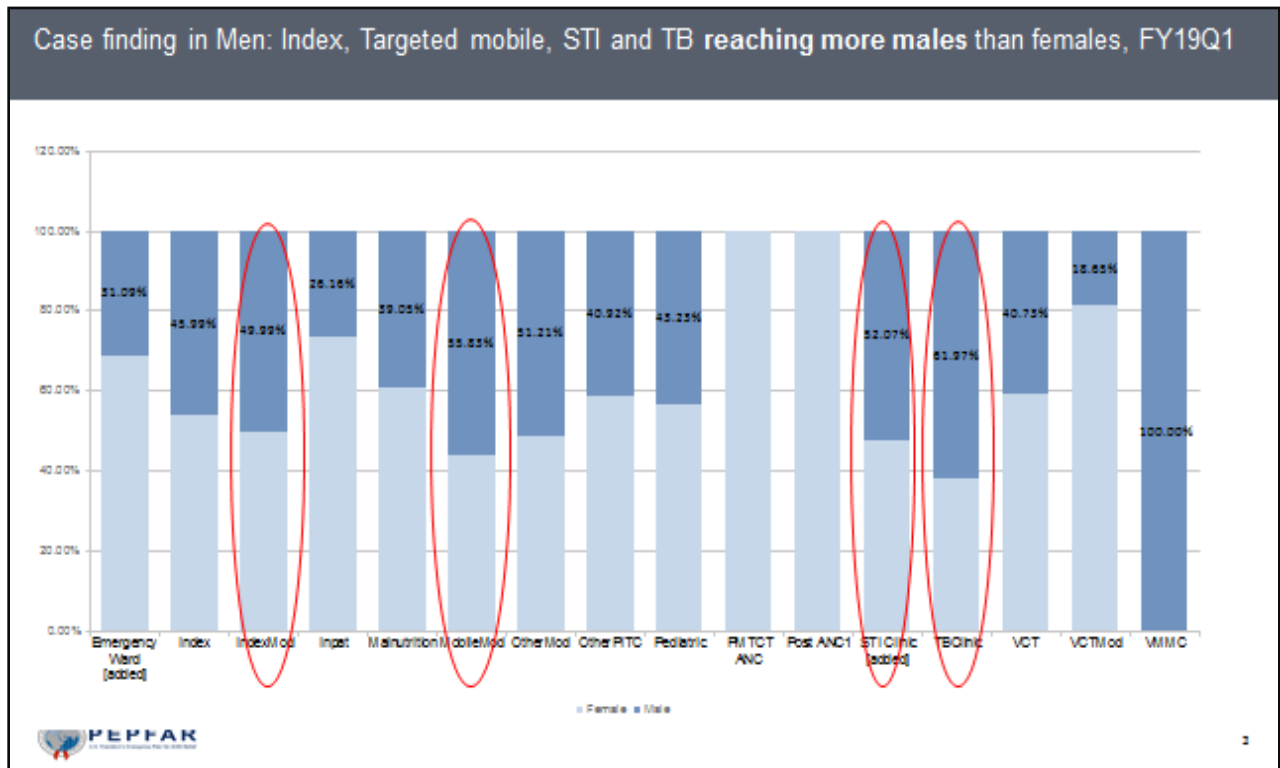 Case finding in Men: Index, Targeted mobile, STI and TB reaching more males than females, FY19Q1
120.00%
100.00%
80.00%
60.00%
40.00%
20.00%
0.00%
31.09%
45.99%
49.99%
26.16%
39.05%
55.83%
51.21%
40.92%
43.23%
52.07%
61.97%
40.73%
18.65%
100.00%
Emergency
Ward
[added]
Index
IndexMod
Inpat
Malnutrition
MobileMod
Other Mod
Other PITC
Pediatric
PMTCT
ANC
Post ANC1
STI Clinic
[added]
TBClinic
VCT
VCTMod
VMMC
Female
Male
PEPFAR